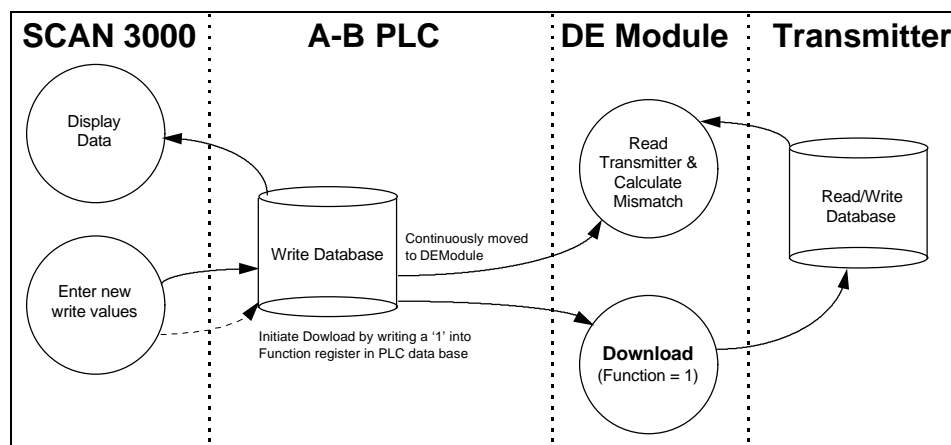 SCAN 3000
A-B PLC
DE Module
Transmitter
Display
Data
Read
Transmitter &
Calculate
Mismatch
Read/Write
Database
Write Database
Continuously moved
to DEModule
Enter new
write values
Initiate Dowload by writing a ‘1’ into
Function register in PLC data base
Download
(Function = 1)